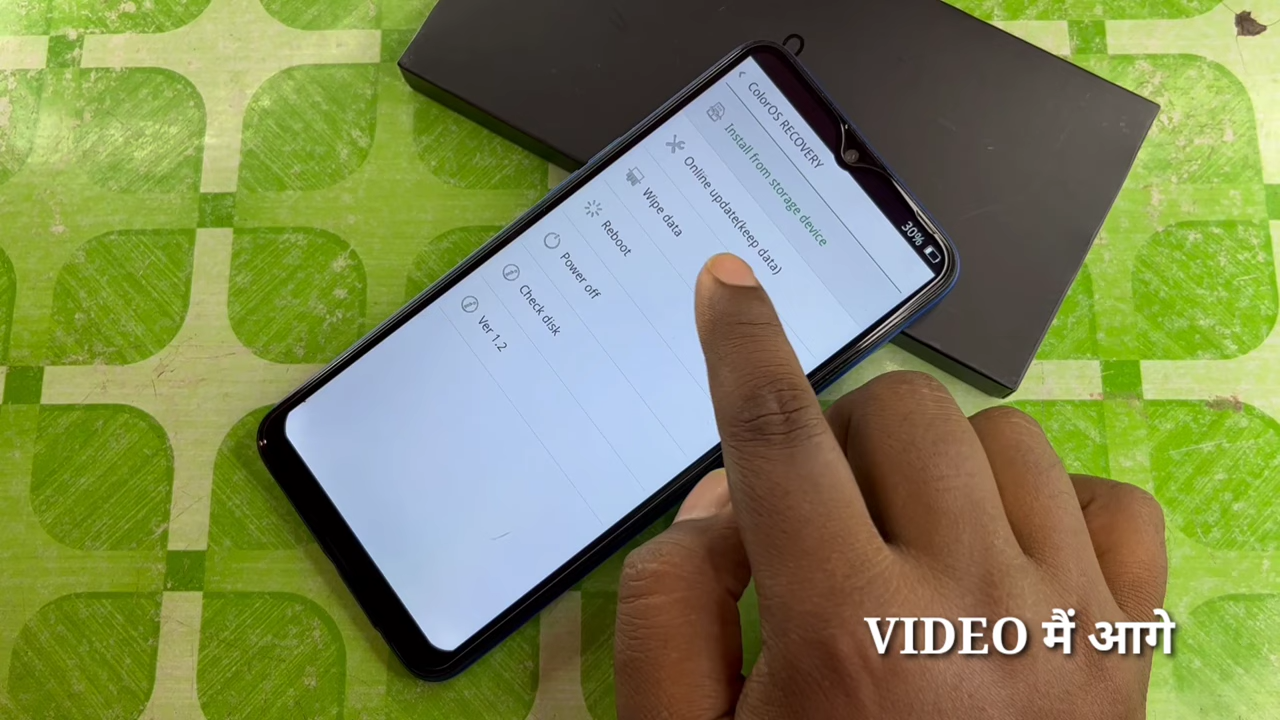 30%
ColorOS RECOVERY
Install from storage device
Online update(keep data)
Wipe data
Reboot
Power off
Check disk
Ver 1.2
VIDEO मैं आगे